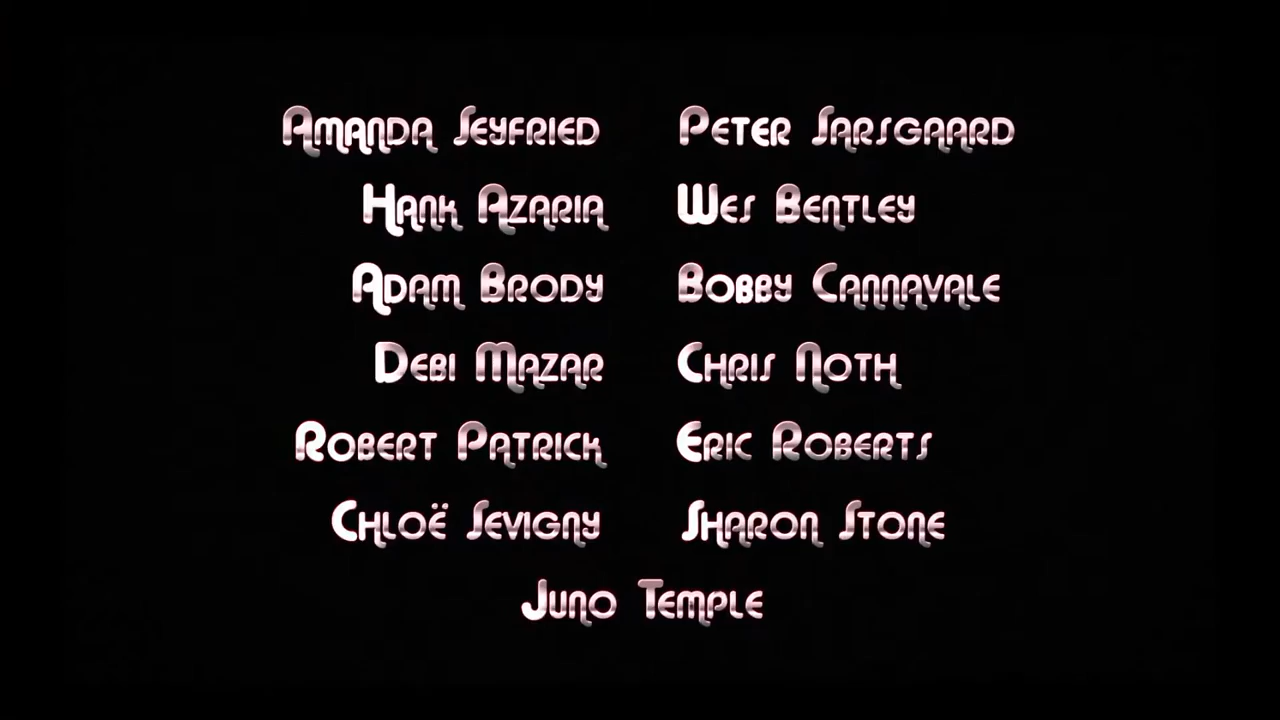 Amanda Seyfried Peter Sarsgaard
Hank Azaria Wes Bentley
Adam Brody Bobby Cannavale
Debi Mazar Chris Noth
Robert Patrick Eric Roberts
Chloë Sevigny Sharon Stone
Juno Temple